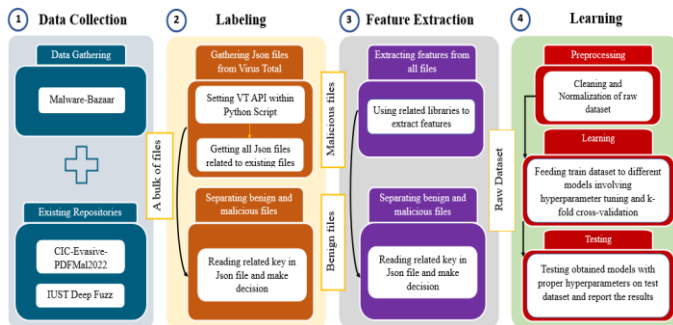 1 Data Collection
Data Gathering
Malware-Bazaar
Existing Repositories
CIC-Evasive-
PDFMal2022
IUST Deep Fuzz
A bulk of files
2 Labeling
Gathering Json files
from Virus Total
Setting VT API within
Python Script
Getting all Json files
related to existing files
Separating benign and
malicious files
Reading related key in
Json file and make
decision
Malicious files
Benign files
3 Feature Extraction
Extracting features from
all files
Using related libraries to
extract features
Separating benign and
malicious files
Reading related key in
Json file and make
decision
Raw Dataset
4 Learning
Preprocessing
Cleaning and
Normalization of raw
dataset
Learning
Feeding train dataset to different
models involving
hyperparameter tuning and k-
fold cross-validation
Testing
Testing obtained models with
proper hyperparameters on test
dataset and report the results